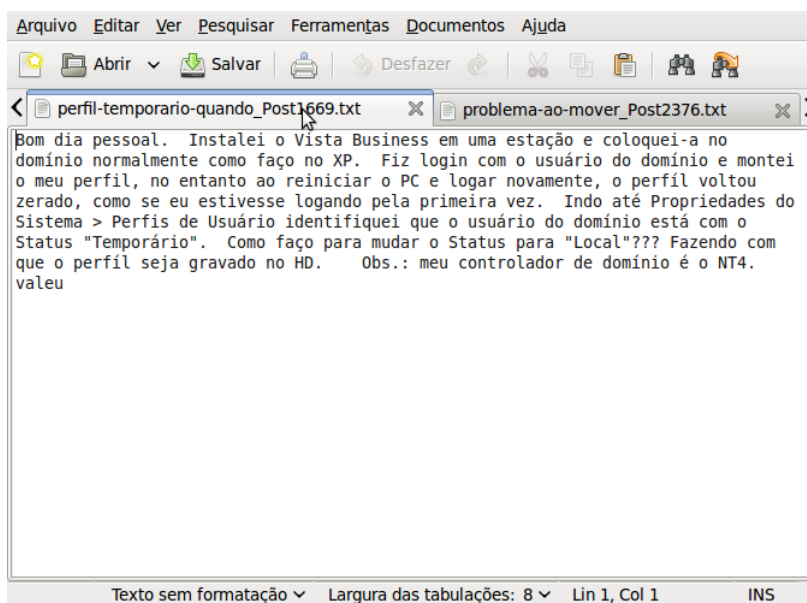 Arquivo Editar Ver Pesquisar Ferramentas Documentos Ajuda
Abrir Salvar Desfazer
perfil-temporario-quando_Post1669.txt problema-ao-mover_Post2376.txt
Bom dia pessoal.  Instalei o Vista Business em uma estação e coloquei-a no
domínio normalmente como faço no XP.  Fiz login com o usuário do domínio e montei
o meu perfil, no entanto ao reiniciar o PC e logar novamente, o perfíl voltou
zerado, como se eu estivesse logando pela primeira vez.  Indo até Propriedades do
Sistema > Perfis de Usuário identifiquei que o usuário do domínio está com o
Status "Temporário".  Como faço para mudar o Status para "Local"??? Fazendo com
que o perfíl seja gravado no HD.    Obs.: meu controlador de domínio é o NT4.
valeu
Texto sem formatação Largura das tabulações: 8 Lin 1, Col 1 INS